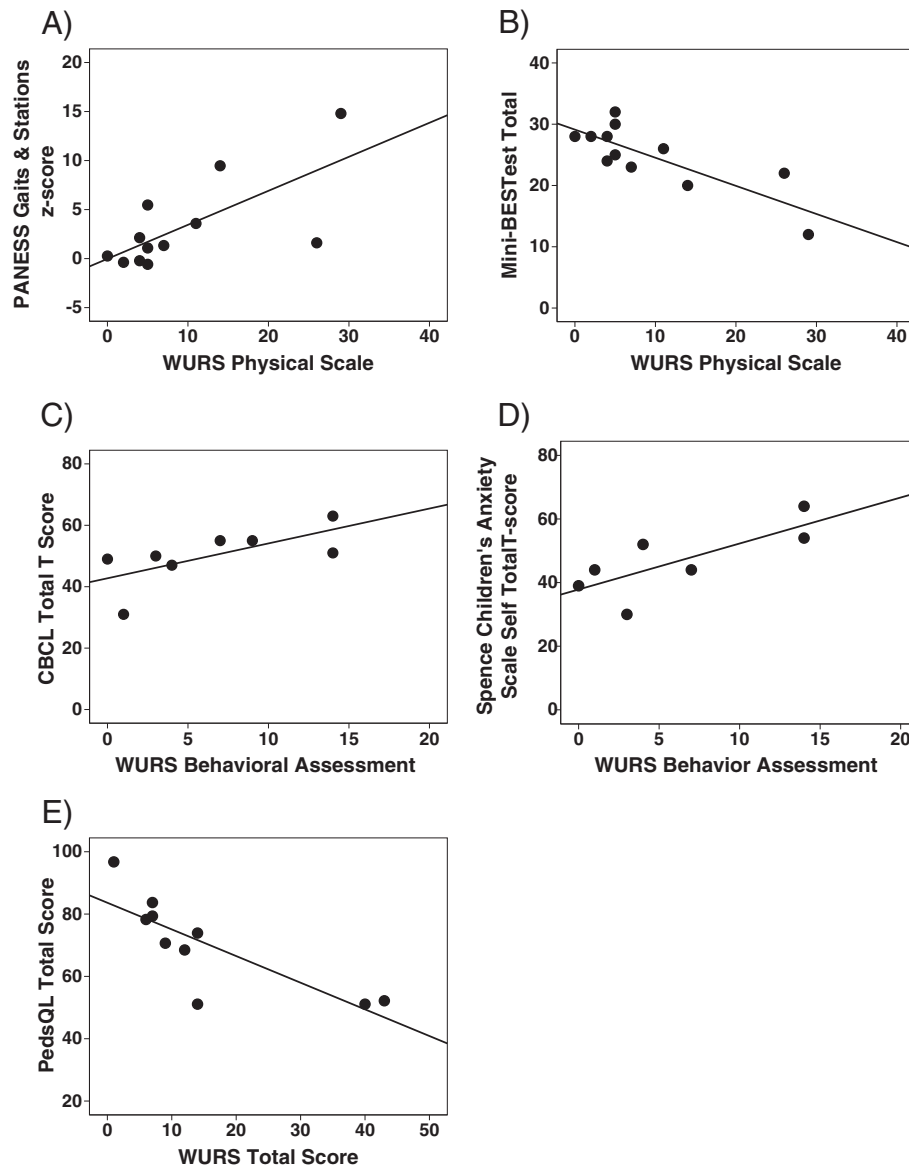 A)
PANESS Gaits & Stations
z-score
20
15
10
5
0
-5
0 10 20 30 40
WURS Physical Scale
B)
Mini-BESTest Total
40
30
20
10
0
0 10 20 30 40
WURS Physical Scale
C)
CBCL Total T Score
80
60
40
20
0
0 5 10 15 20
WURS Behavioral Assessment
D)
Spence Children's Anxiety
Scale Self TotalT-score
80
60
40
20
0
0 5 10 15 20
WURS Behavior Assessment
E)
PedsQL Total Score
100
80
60
40
20
0 10 20 30 40 50
WURS Total Score